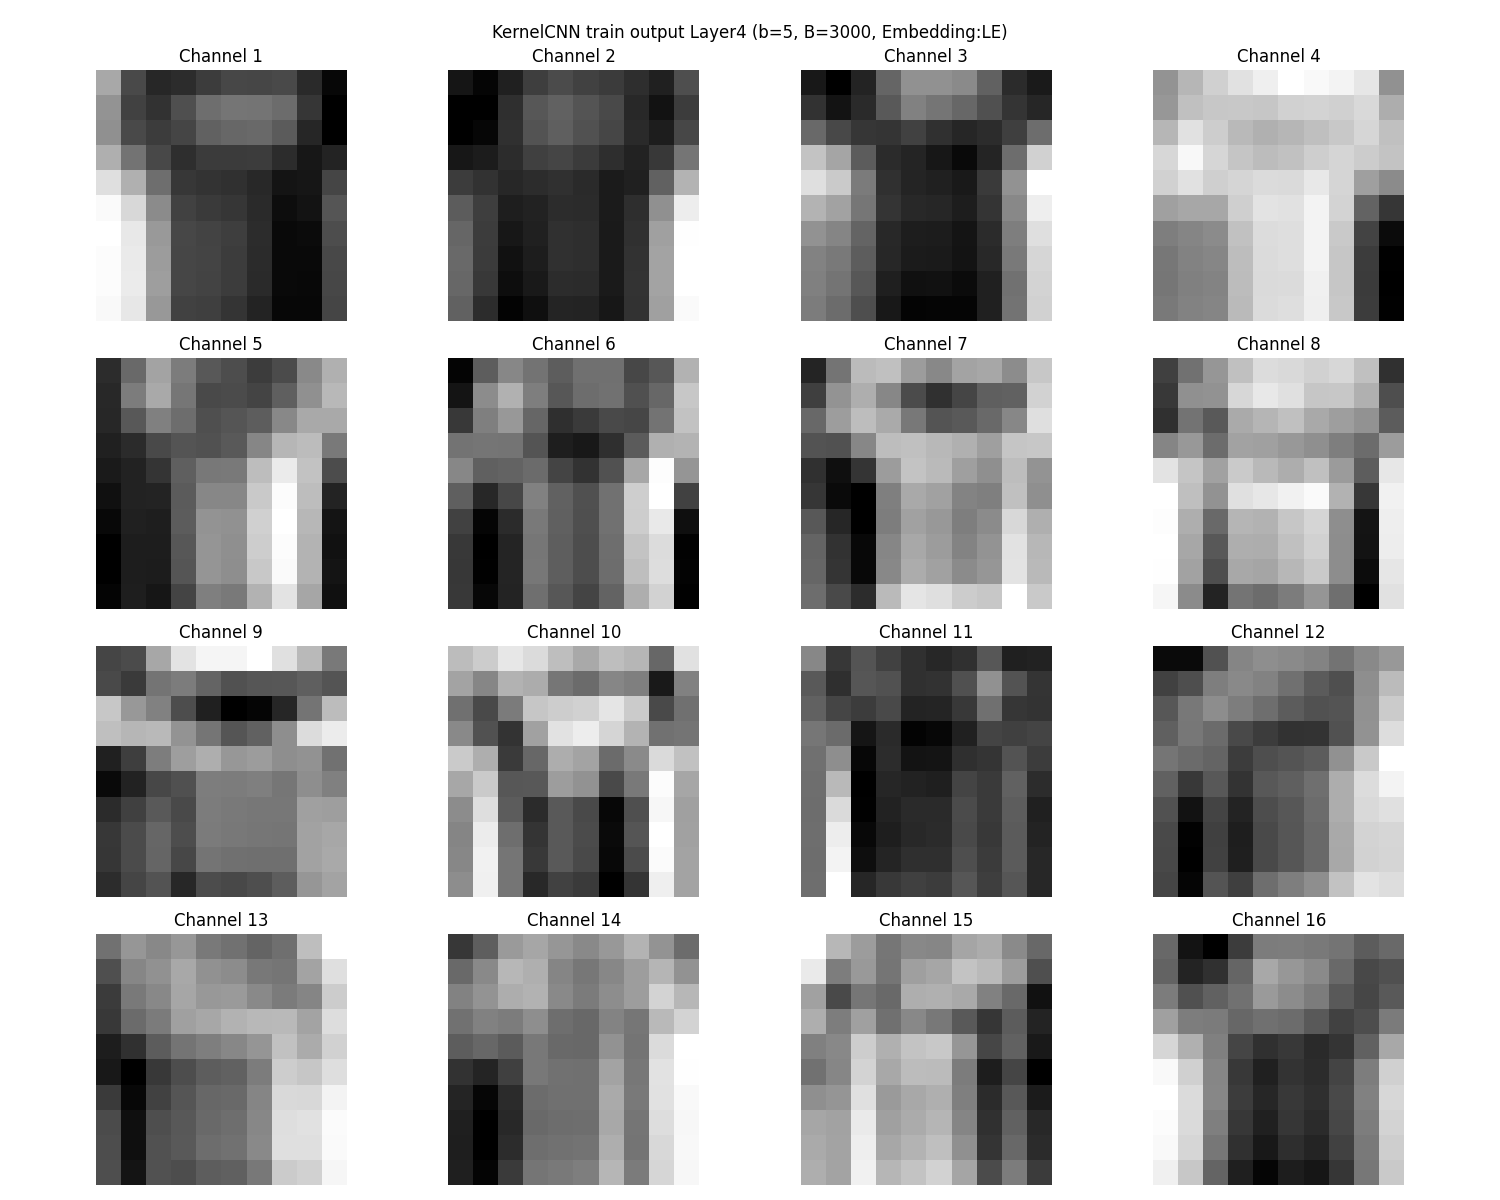 KernelCNN train output Layer4 (b=5, B=3000, Embedding:LE)
Channel 1
Channel 2
Channel 3
Channel 4
Channel 5
Channel 6
Channel 7
Channel 8
Channel 9
Channel 10
Channel 11
Channel 12
Channel 13
Channel 14
Channel 15
Channel 16